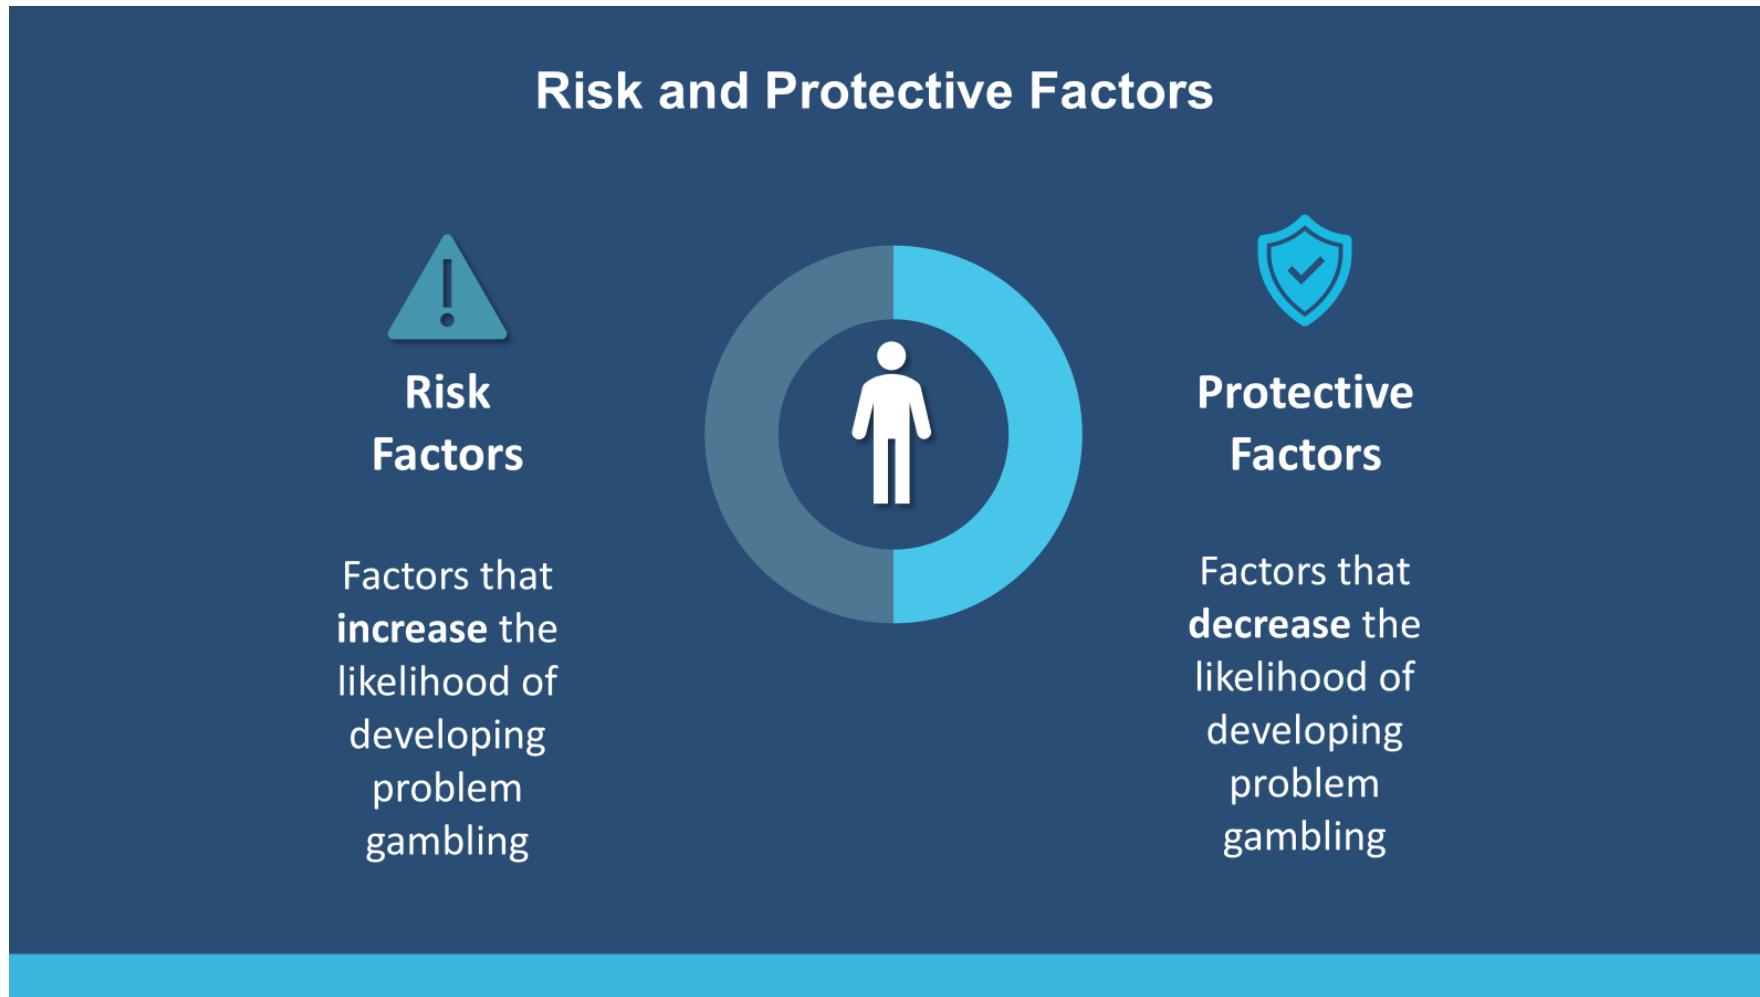 Risk and Protective Factors
Risk
Factors
Factors that
increase the
likelihood of
developing
problem
gambling
Protective
Factors
Factors that
decrease the
likelihood of
developing
problem
gambling